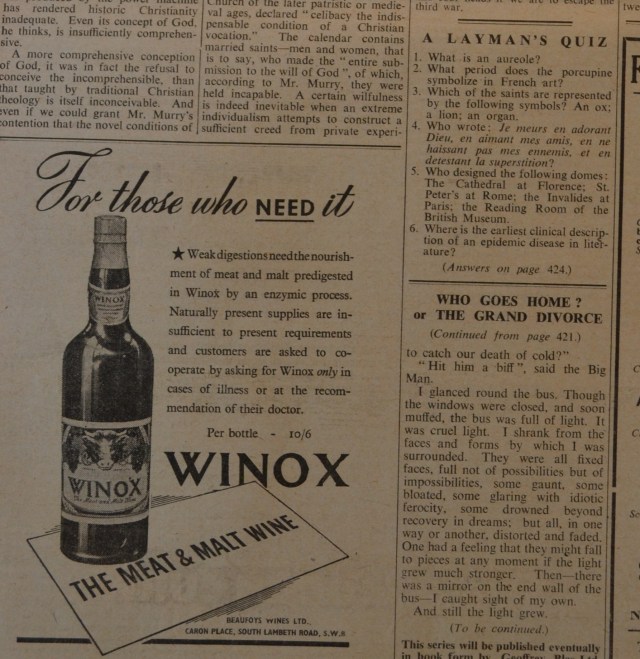 has rendered historic Christianity
inadequate. Even its concept of God,
he thinks, is insufficiently comprehen-
sive.
A more comprehensive conception
of God, it was in fact the refusal to
conceive the incomprehensible, than
that taught by traditional Christian
theology is itself inconceivable. And
even if we could grant Mr. Murry's
contention that the novel conditions of
Church of the later patristic or medie-
val ages, declared "celibacy the indis-
pensable condition of a Christian
vocation." The calendar contains
married saints—men and women, that
is to say, who made the "entire sub-
mission to the will of God", of which,
according to Mr. Murry, they were
held incapable. A certain wilfulness
is indeed inevitable when an extreme
individualism attempts to construct a
sufficient creed from private experi-
For those who NEED it
★ Weak digestions need the nourish-
ment of meat and malt predigested
in Winox by an enzymic process.
Naturally present supplies are in-
sufficient to present requirements
and customers are asked to co-
operate by asking for Winox only in
cases of illness or at the recom-
mendation of their doctor.
Per bottle - 10/6
WINOX
WINOX
WINOX
The Meat and Malt Wine
THE MEAT & MALT WINE
BEAUFOYS WINES LTD.,
CARON PLACE, SOUTH LAMBETH ROAD, S.W.8
third war.
A LAYMAN'S QUIZ
1. What is an aureole?
2. What period does the porcupine
symbolize in French art?
3. Which of the saints are represented
by the following symbols? An ox;
a lion; an organ.
4. Who wrote: Je meurs en adorant
Dieu, en aimant mes amis, en ne
haissant pas mes ennemis, et en
detestant la superstition?
5. Who designed the following domes:
The Cathedral at Florence; St.
Peter's at Rome; the Invalides at
Paris; the Reading Room of the
British Museum.
6. Where is the earliest clinical descrip-
tion of an epidemic disease in liter-
ature?
(Answers on page 424.)
WHO GOES HOME?
or THE GRAND DIVORCE
(Continued from page 421.)
to catch our death of cold?"
"Hit him a biff", said the Big
Man.
I glanced round the bus. Though
the windows were closed, and soon
muffed, the bus was full of light. It
was cruel light. I shrank from the
faces and forms by which I was
surrounded. They were all fixed
faces, full not of possibilities but of
impossibilities, some gaunt, some
bloated, some glaring with idiotic
ferocity, some drowned beyond
recovery in dreams; but all, in one
way or another, distorted and faded.
One had a feeling that they might fall
to pieces at any moment if the light
grew much stronger. Then—there
was a mirror on the end wall of the
bus—I caught sight of my own.
And still the light grew.
(To be continued.)
This series will be published eventually